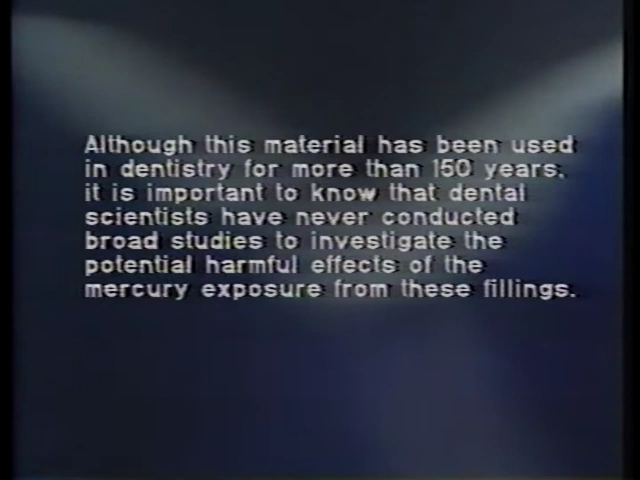 Although this material has been used
in dentistry for more than 150 years,
it is important to know that dental
scientists have never conducted
broad studies to investigate the
potential harmful effects of the
mercury exposure from these fillings.